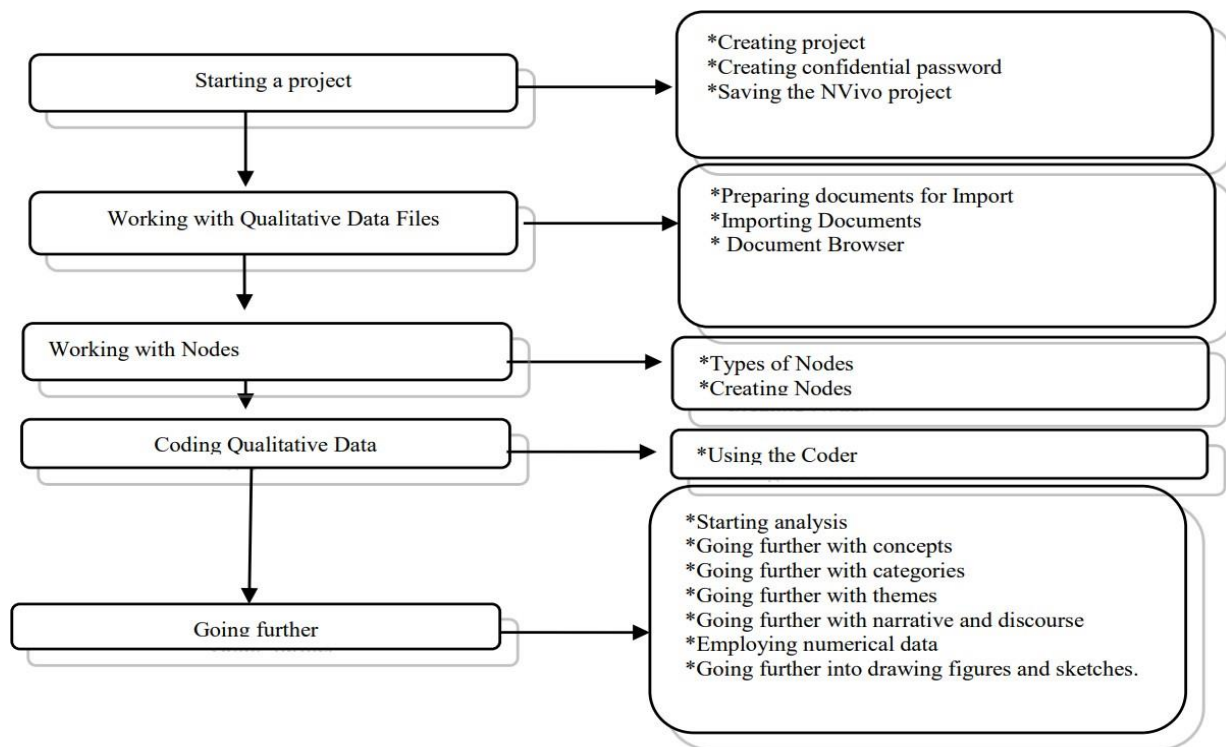 Starting a project
*Creating project
*Creating confidential password
*Saving the NVivo project
Working with Qualitative Data Files
*Preparing documents for Import
*Importing Documents
* Document Browser
Working with Nodes
*Types of Nodes
*Creating Nodes
Coding Qualitative Data
*Using the Coder
Going further
*Starting analysis
*Going further with concepts
*Going further with categories
*Going further with themes
*Going further with narrative and discourse
*Employing numerical data
*Going further into drawing figures and sketches.